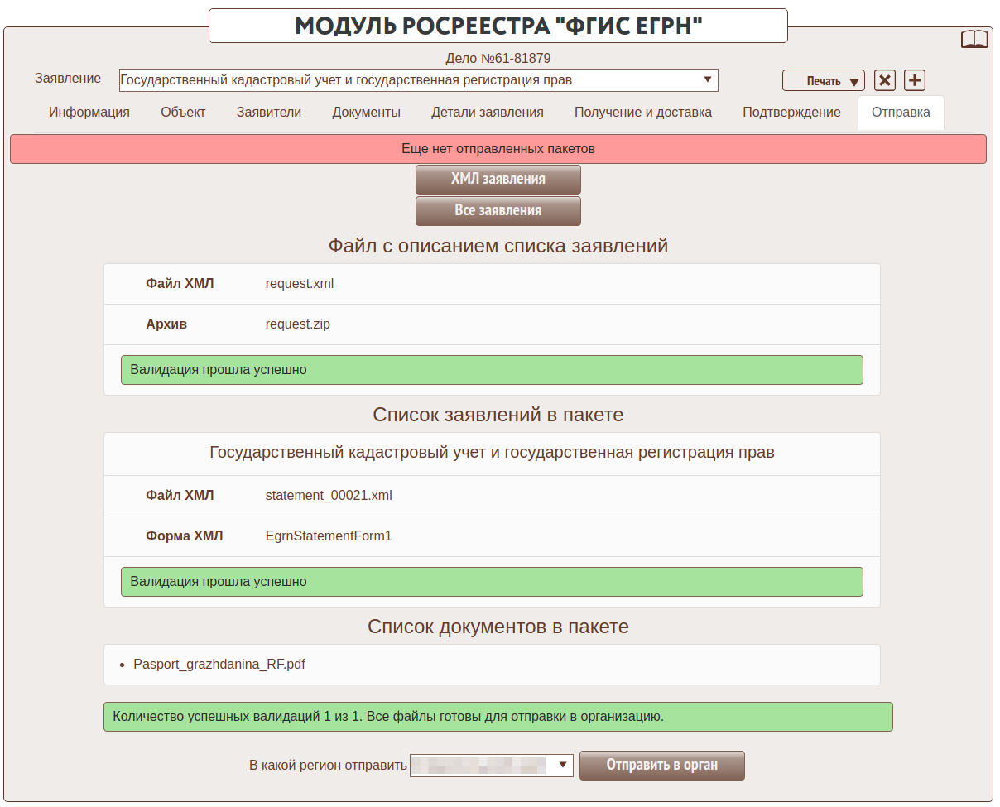 МОДУЛЬ РОСРЕЕСТРА "ФГИС ЕГРН"
Дело №61-81879
Заявление Государственный кадастровый учет и государственная регистрация прав Печать
Информация Объект Заявители Документы Детали заявления Получение и доставка Подтверждение Отправка
Еще нет отправленных пакетов
ХМЛ заявления
Все заявления
Файл с описанием списка заявлений
Файл ХМЛ request.xml
Архив request.zip
Валидация прошла успешно
Список заявлений в пакете
Государственный кадастровый учет и государственная регистрация прав
Файл ХМЛ statement_00021.xml
Форма ХМЛ EgrnStatementForm1
Валидация прошла успешно
Список документов в пакете
• Pasport_grazhdanina_RF.pdf
Количество успешных валидаций 1 из 1. Все файлы готовы для отправки в организацию.
В какой регион отправить Отправить в орган